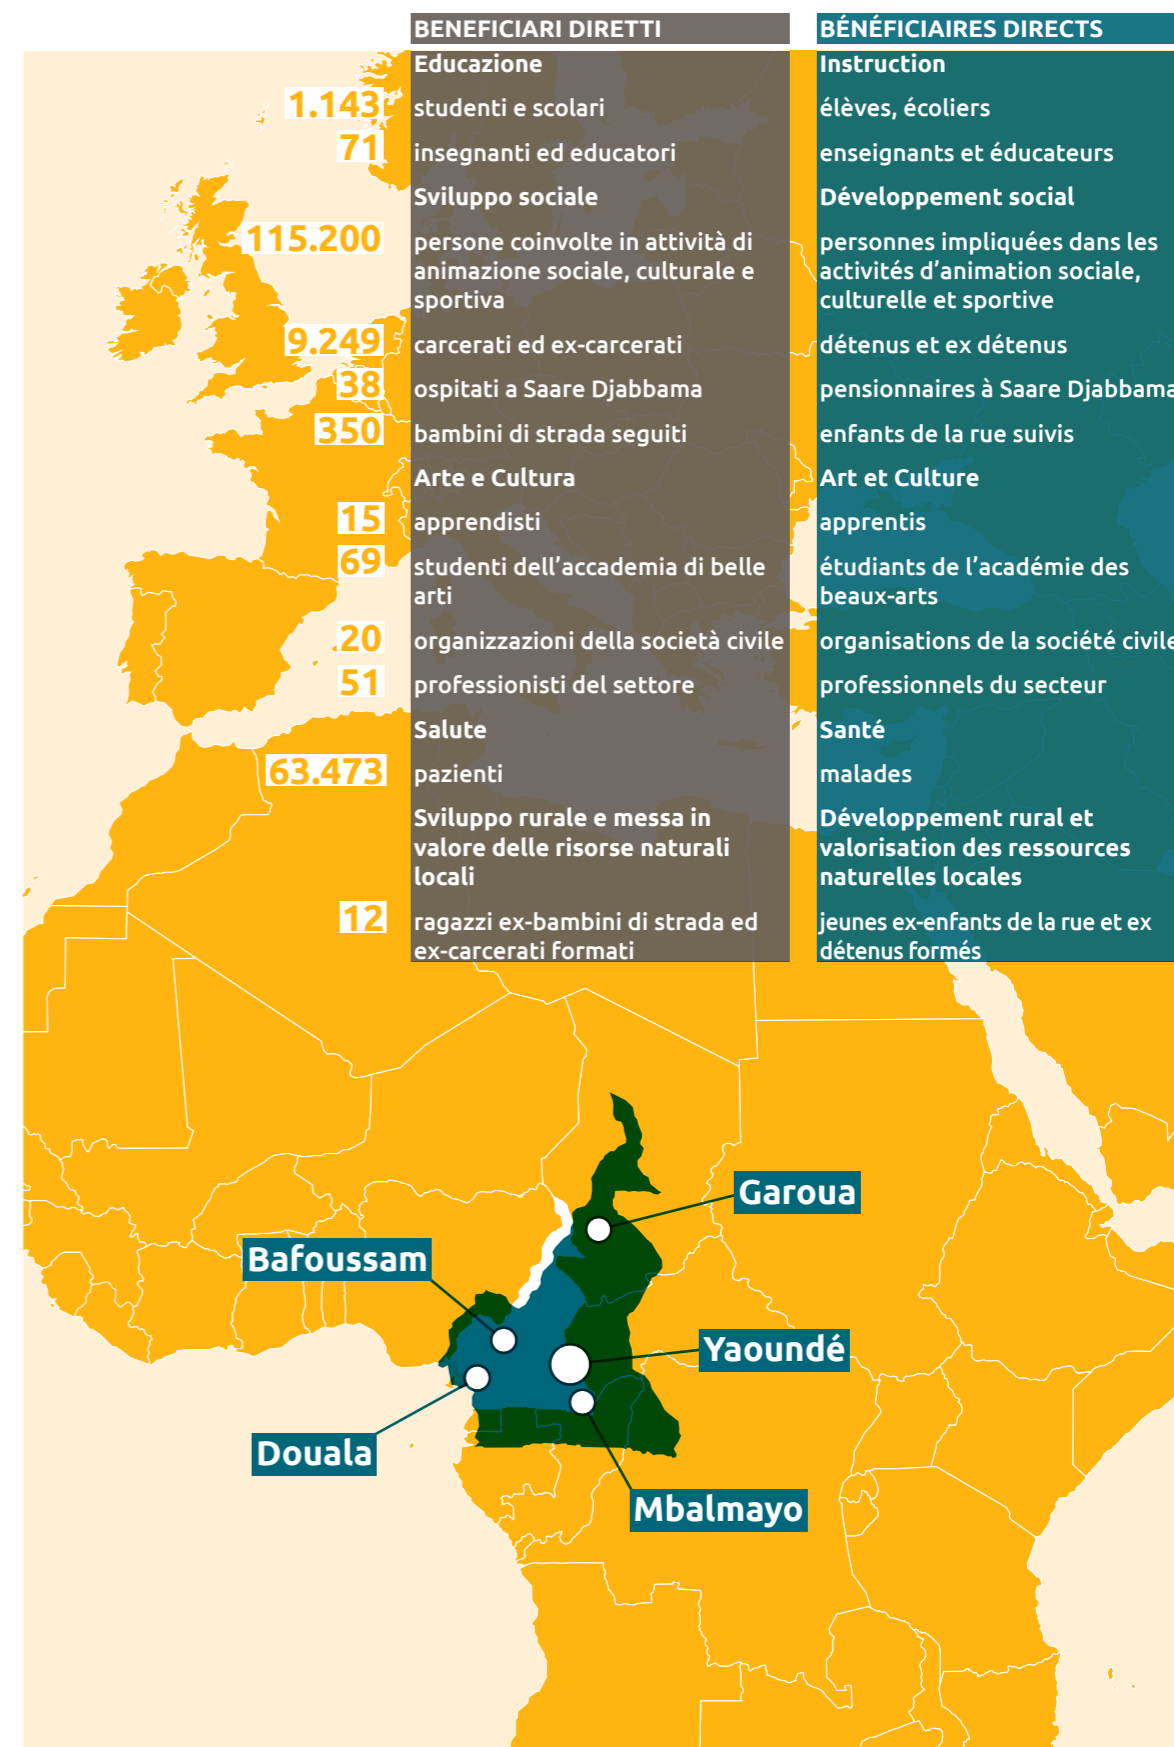 BENEFICIARI DIRETTI
BÉNÉFICIAIRES DIRECTS
Educazione
Instruction
1.143
studenti e scolari
élèves, écoliers
71
insegnanti ed educatori
enseignants et éducateurs
Sviluppo sociale
Développement social
115.200
persone coinvolte in attività di
animazione sociale, culturale e
sportiva
personnes impliquées dans les
activités d'animation sociale,
culturelle et sportive
9.249
carcerati ed ex-carcerati
détenus et ex détenus
38
ospitati a Saare Djabbama
pensionnaires à Saare Djabbama
350
bambini di strada seguiti
enfants de la rue suivis
Arte e Cultura
Art et Culture
15
apprendisti
apprentis
69
studenti dell'accademia di belle
arti
étudiants de l'académie des
beaux-arts
20
organizzazioni della società civile
organisations de la société civile
51
professionisti del settore
professionnels du secteur
Salute
Santé
63.473
pazienti
malades
Sviluppo rurale e messa in
valore delle risorse naturali
locali
Développement rural et
valorisation des ressources
naturelles locales
12
ragazzi ex-bambini di strada ed
ex-carcerati formati
jeunes ex-enfants de la rue et ex
détenus formés
Garoua
Bafoussam
Yaoundé
Douala
Mbalmayo